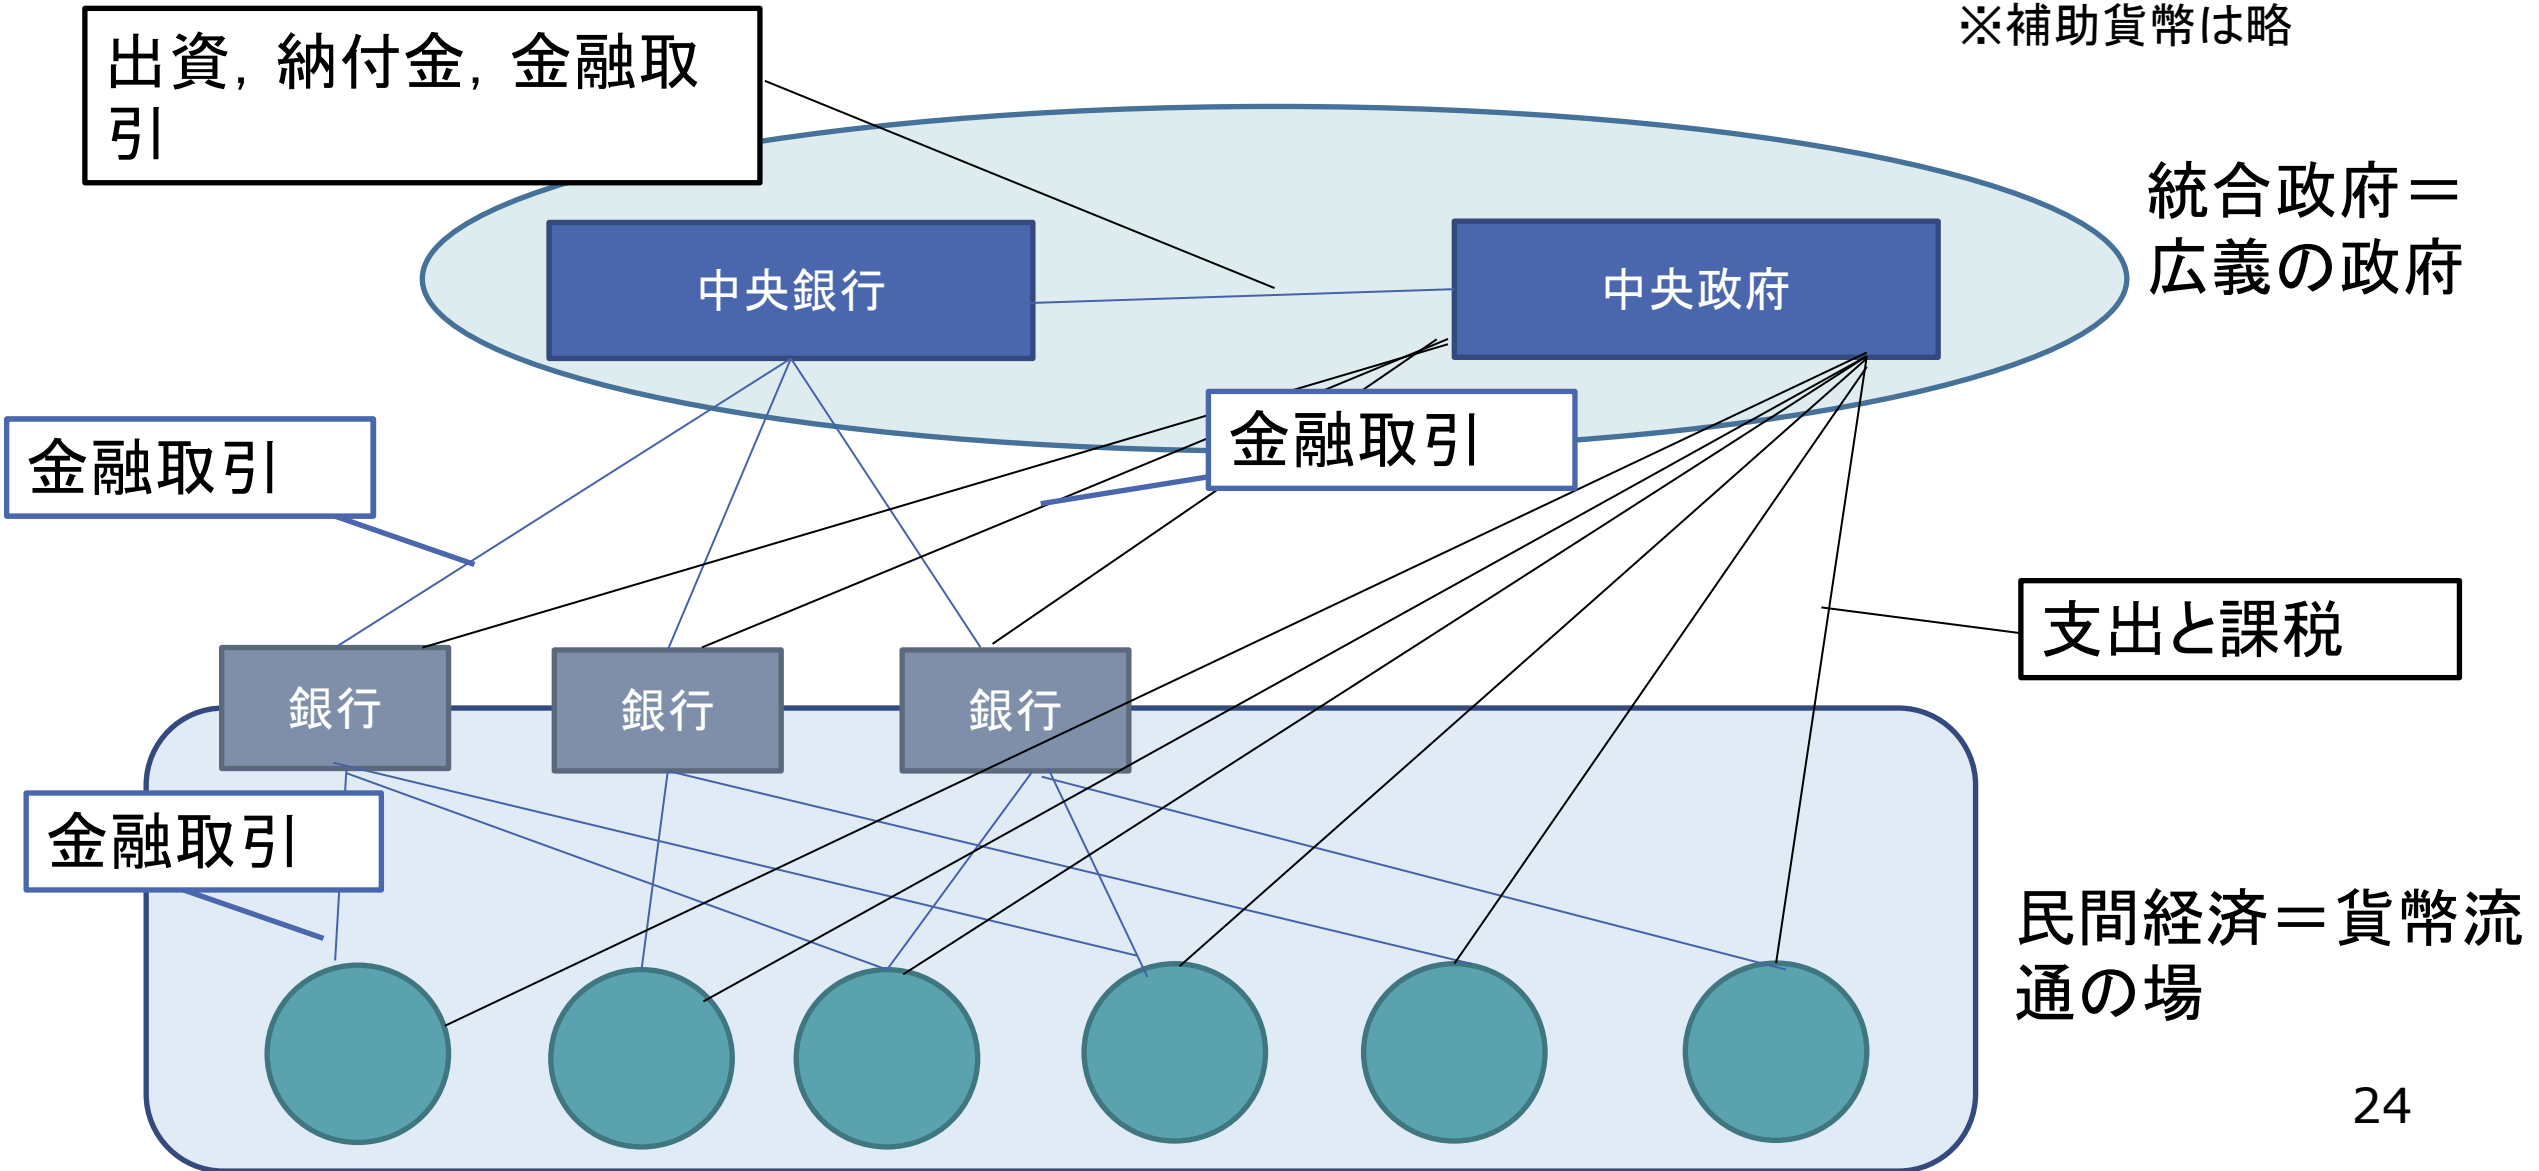 ※補助貨幣は略
出資，納付金，金融取
引
統合政府＝
広義の政府
中央銀行
中央政府
金融取引
金融取引
支出と課税
銀行
銀行
銀行
金融取引
民間経済＝貨幣流
通の場
24